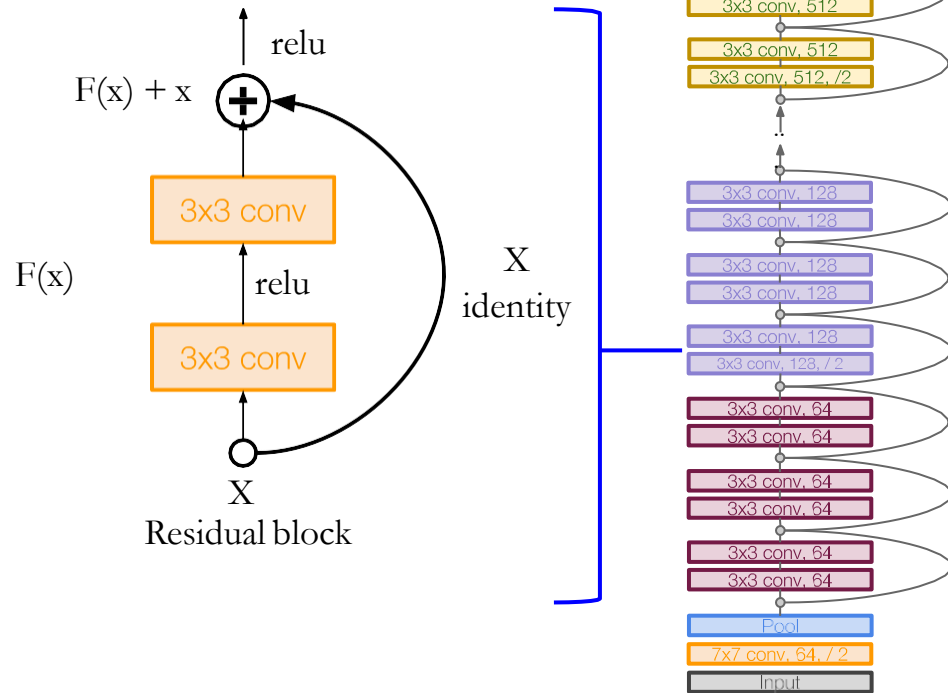 relu
F(x) + x
3x3 conv
F(x)
relu
X
identity
3x3 conv
X
Residual block
3x3 conv, 512
3x3 conv, 512
3x3 conv, 512, /2
..
.
3x3 conv, 128
3x3 conv, 128
3x3 conv, 128
3x3 conv, 128
3x3 conv, 128
3x3 conv, 128, / 2
3x3 conv, 64
3x3 conv, 64
3x3 conv, 64
3x3 conv, 64
3x3 conv, 64
3x3 conv, 64
Pool
7x7 conv, 64, / 2
Input